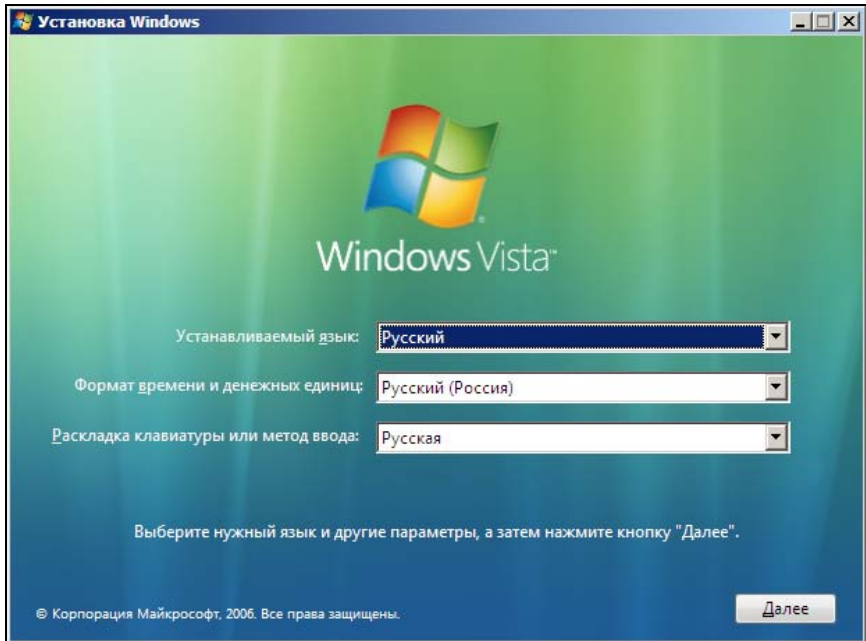 Установка Windows
Windows Vista™
Устанавливаемый язык: Русский
Формат времени и денежных единиц: Русский (Россия)
Раскладка клавиатуры или метод ввода: Русская
Выберите нужный язык и другие параметры, а затем нажмите кнопку "Далее".
© Корпорация Майкрософт, 2006. Все права защищены.
Далее